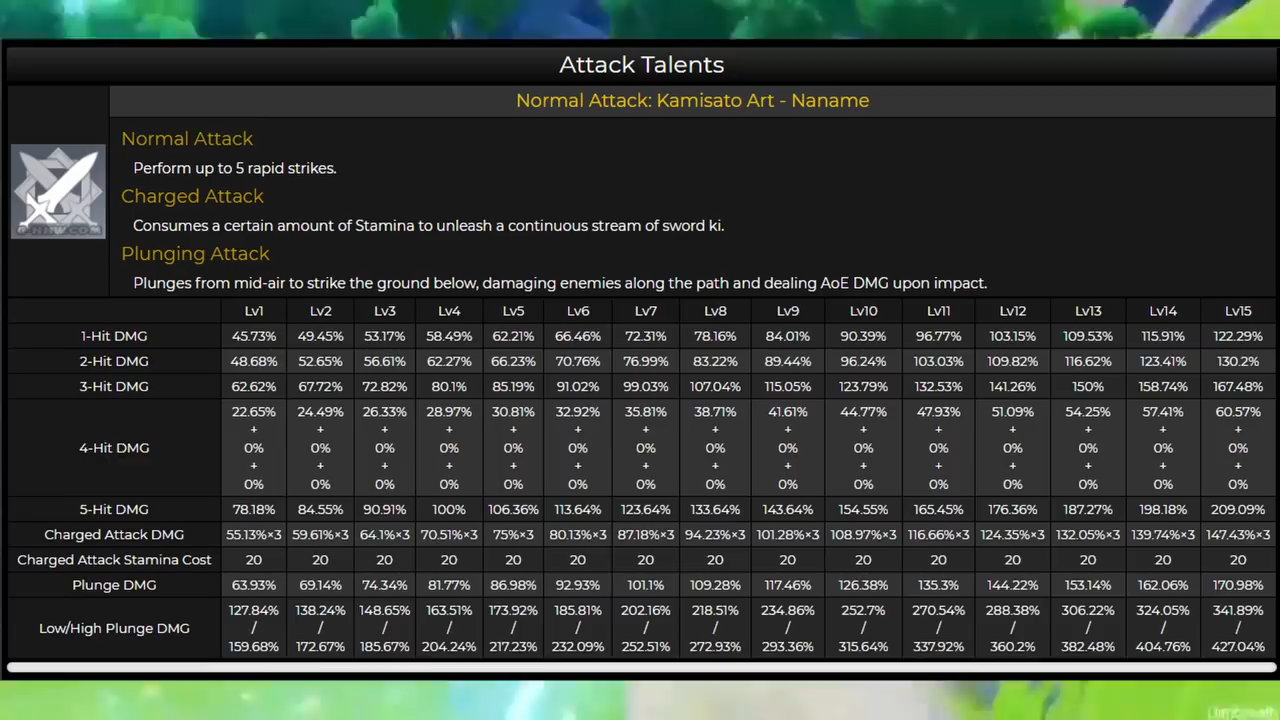 Attack Talents
Normal Attack: Kamisato Art - Naname
Normal Attack
Perform up to 5 rapid strikes.
Charged Attack
Consumes a certain amount of Stamina to unleash a continuous stream of sword ki.
Plunging Attack
Plunges from mid-air to strike the ground below, damaging enemies along the path and dealing AoE DMG upon impact.
Lv1 Lv2 Lv3 Lv4 Lv5 Lv6 Lv7 Lv8 Lv9 Lv10 Lv11 Lv12 Lv13 Lv14 Lv15
1-Hit DMG 45.73% 49.45% 53.17% 58.49% 62.21% 66.46% 72.31% 78.16% 84.01% 90.39% 96.77% 103.15% 109.53% 115.91% 122.29%
2-Hit DMG 48.68% 52.65% 56.61% 62.27% 66.23% 70.76% 76.99% 83.22% 89.44% 96.24% 103.03% 109.82% 116.62% 123.41% 130.2%
3-Hit DMG 62.62% 67.72% 72.82% 80.1% 85.19% 91.02% 99.03% 107.04% 115.05% 123.79% 132.53% 141.26% 150% 158.74% 167.48%
22.65% 24.49% 26.33% 28.97% 30.81% 32.92% 35.81% 38.71% 41.61% 44.77% 47.93% 51.09% 54.25% 57.41% 60.57%
+ + + + + + + + + + + + + + +
4-Hit DMG 0% 0% 0% 0% 0% 0% 0% 0% 0% 0% 0% 0% 0% 0% 0%
+ + + + + + + + + + + + + + +
0% 0% 0% 0% 0% 0% 0% 0% 0% 0% 0% 0% 0% 0% 0%
5-Hit DMG 78.18% 84.55% 90.91% 100% 106.36% 113.64% 123.64% 133.64% 143.64% 154.55% 165.45% 176.36% 187.27% 198.18% 209.09%
Charged Attack DMG 55.13%×3 59.61%×3 64.1%×3 70.51%×3 75%×3 80.13%×3 87.18%×3 94.23%×3 101.28%×3 108.97%×3 116.66%×3 124.35%×3 132.05%×3 139.74%×3 147.43%×3
Charged Attack Stamina Cost 20 20 20 20 20 20 20 20 20 20 20 20 20 20 20
Plunge DMG 63.93% 69.14% 74.34% 81.77% 86.98% 92.93% 101.1% 109.28% 117.46% 126.38% 135.3% 144.22% 153.14% 162.06% 170.98%
127.84% 138.24% 148.65% 163.51% 173.92% 185.81% 202.16% 218.51% 234.86% 252.7% 270.54% 288.38% 306.22% 324.05% 341.89%
Low/High Plunge DMG / / / / / / / / / / / / / / /
159.68% 172.67% 185.67% 204.24% 217.23% 232.09% 252.51% 272.93% 293.36% 315.64% 337.92% 360.2% 382.48% 404.76% 427.04%